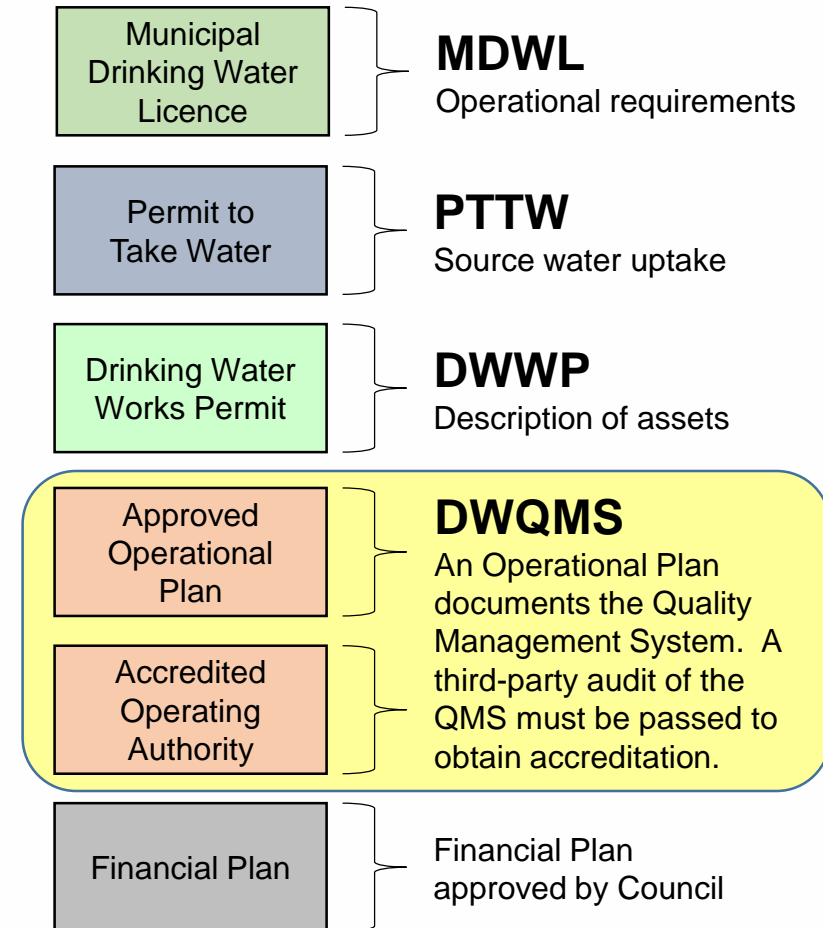 Municipal
Drinking Water
Licence
MDWL
Operational requirements
Permit to
Take Water
PTTW
Source water uptake
Drinking Water
Works Permit
DWWP
Description of assets
Approved
Operational
Plan
Accredited
Operating
Authority
DWQMS
An Operational Plan
documents the Quality
Management System.  A
third-party audit of the
QMS must be passed to
obtain accreditation.
Financial Plan
Financial Plan
approved by Council